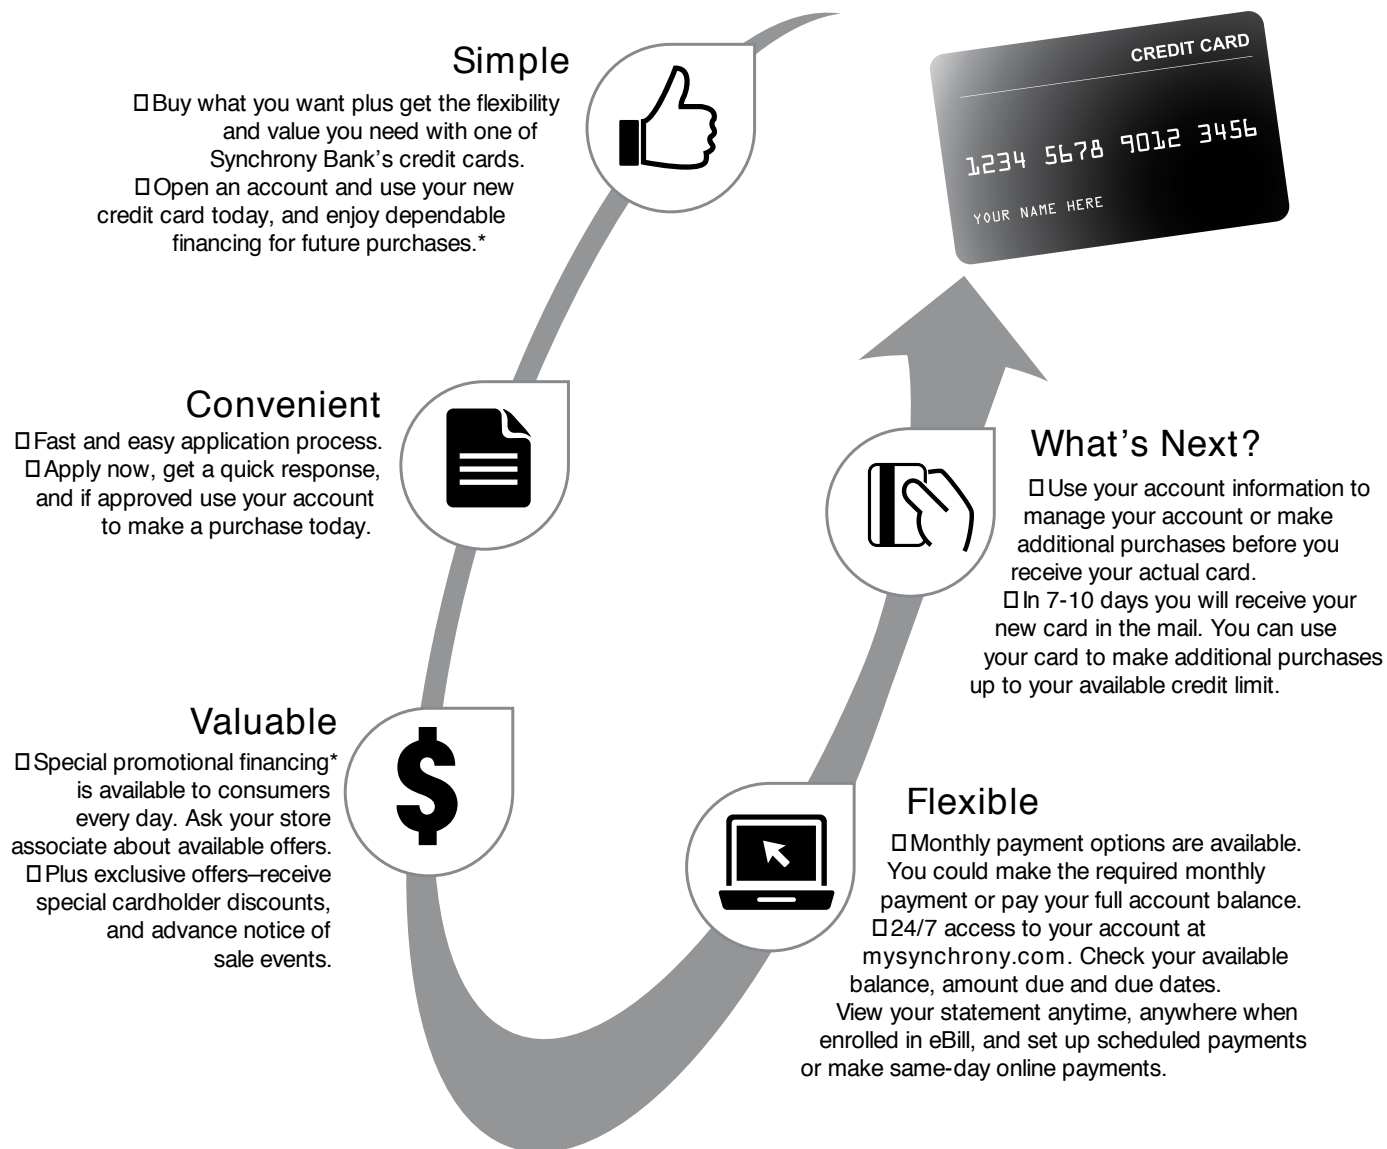 Simple
☐ Buy what you want plus get the flexibility
and value you need with one of
Synchrony Bank’s credit cards.
☐ Open an account and use your new
credit card today, and enjoy dependable
financing for future purchases.*
CREDIT CARD
1234 5678 9012 3456
YOUR NAME HERE
Convenient
☐ Fast and easy application process.
☐ Apply now, get a quick response,
and if approved use your account
to make a purchase today.
Valuable
☐ Special promotional financing*
is available to consumers
every day. Ask your store
associate about available offers.
☐ Plus exclusive offers–receive
special cardholder discounts,
and advance notice of
sale events.
What’s Next?
☐ Use your account information to
manage your account or make
additional purchases before you
receive your actual card.
☐ In 7-10 days you will receive your
new card in the mail. You can use
your card to make additional purchases
up to your available credit limit.
Flexible
☐ Monthly payment options are available.
You could make the required monthly
payment or pay your full account balance.
☐ 24/7 access to your account at
mysynchrony.com. Check your available
balance, amount due and due dates.
View your statement anytime, anywhere when
enrolled in eBill, and set up scheduled payments
or make same-day online payments.